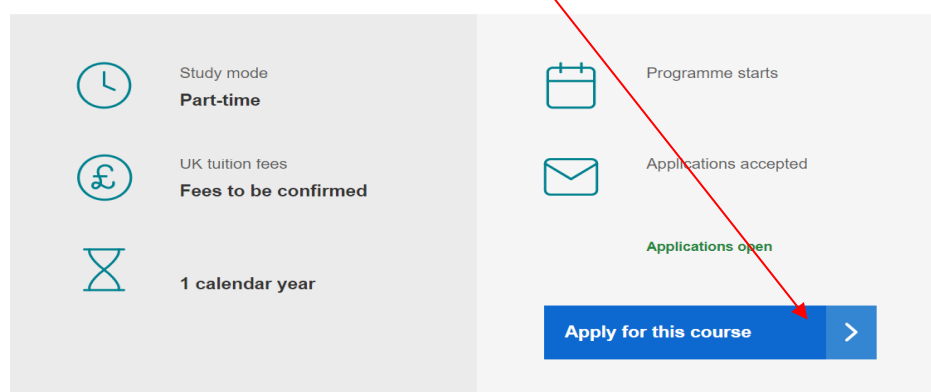 Study mode
Part-time
UK tuition fees
£
Fees to be confirmed
1 calendar year
Programme starts
Applications accepted
Applications open
Apply for this course